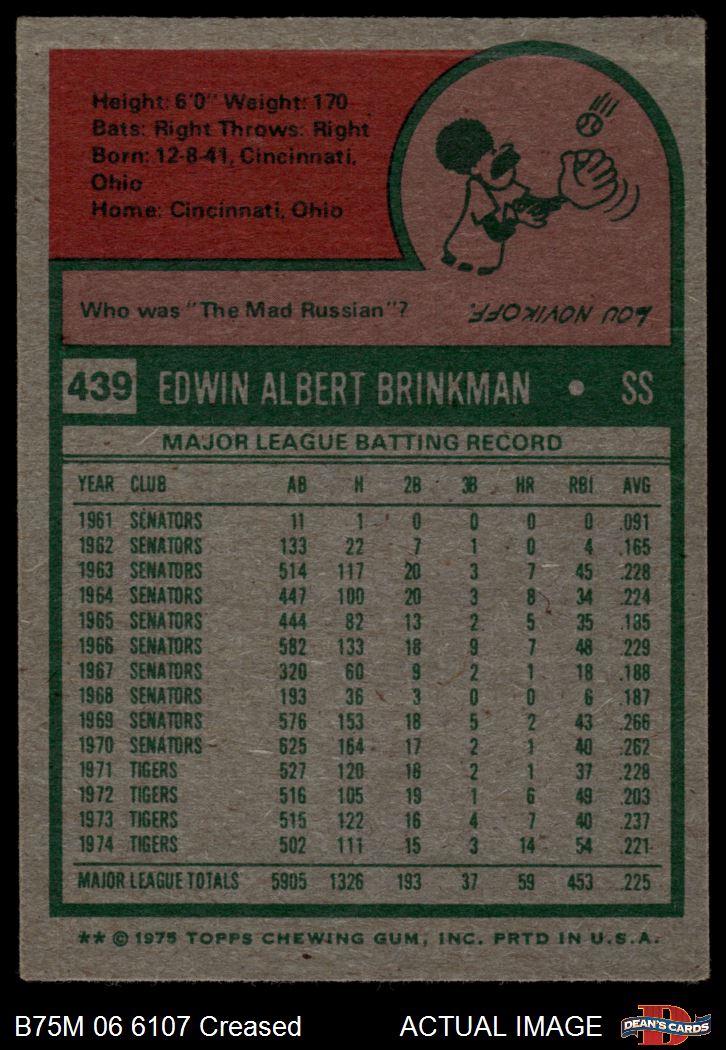 Height: 6'0" Weight: 170
Bats: Right Throws: Right
Born: 12-8-41, Cincinnati,
Ohio
Home: Cincinnati, Ohio
Who was "The Mad Russian"?
LOU NOVIKOFF.
439 EDWIN ALBERT BRINKMAN • SS
MAJOR LEAGUE BATTING RECORD
YEAR CLUB AB H 2B 3B HR RBI AVG
1961 SENATORS 11 1 0 0 0 0 .091
1962 SENATORS 133 22 7 1 0 4 .165
1963 SENATORS 514 117 20 3 7 45 .228
1964 SENATORS 447 100 20 3 8 34 .224
1965 SENATORS 444 82 13 2 5 35 .185
1966 SENATORS 582 133 18 9 7 48 .229
1967 SENATORS 320 60 9 2 1 18 .188
1968 SENATORS 193 36 3 0 0 6 .187
1969 SENATORS 576 153 18 5 2 43 .266
1970 SENATORS 625 164 17 2 1 40 .262
1971 TIGERS 527 120 18 2 1 37 .228
1972 TIGERS 516 105 19 1 6 49 .203
1973 TIGERS 515 122 16 4 7 40 .237
1974 TIGERS 502 111 15 3 14 54 .221
MAJOR LEAGUE TOTALS 5905 1326 193 37 59 453 .225
** © 1975 TOPPS CHEWING GUM, INC. PRTD IN U.S.A.
B75M 06 6107 Creased ACTUAL IMAGE
D
DEAN'S CARDS